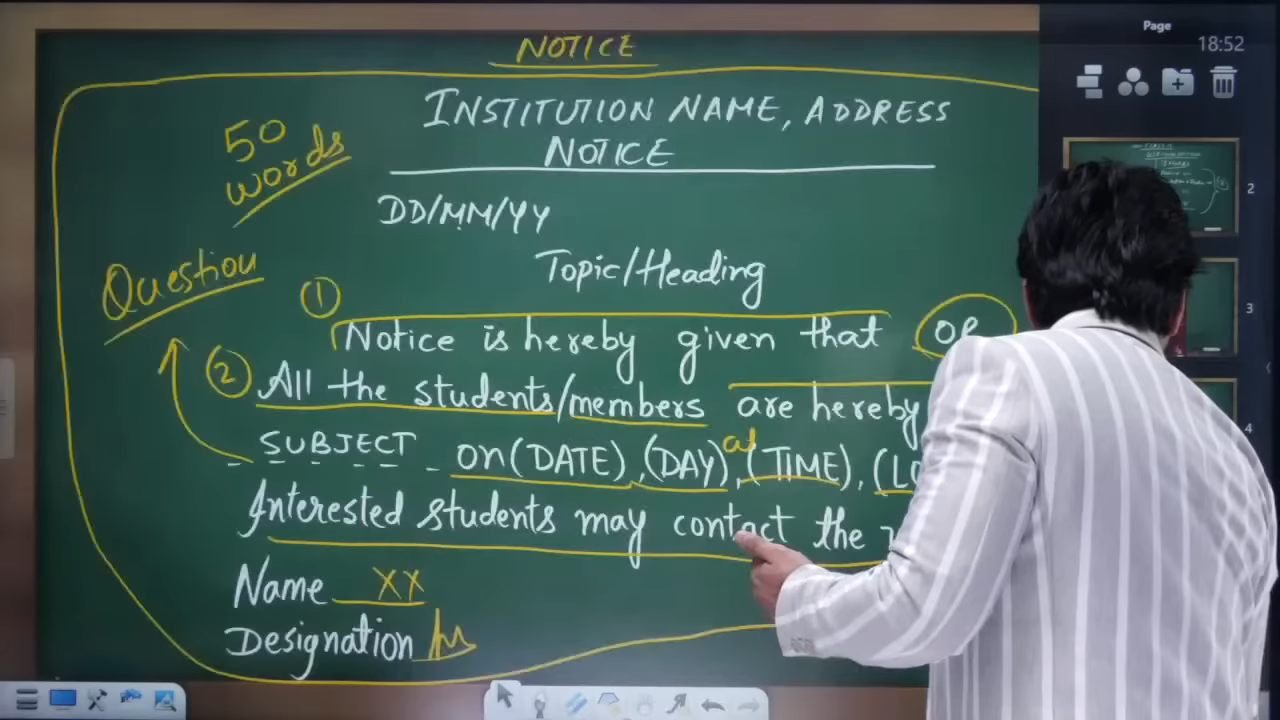 Page
18:52
NOTICE
INSTITUTION NAME, ADDRESS
NOTICE
50
words
DD/MM/YY
Topic/Heading
Question
① Notice is hereby given that OR
② All the students/members are hereby
SUBJECT on (DATE), (DAY), at (TIME), (LO
Interested students may contact the
Name XX
Designation
2
3
4